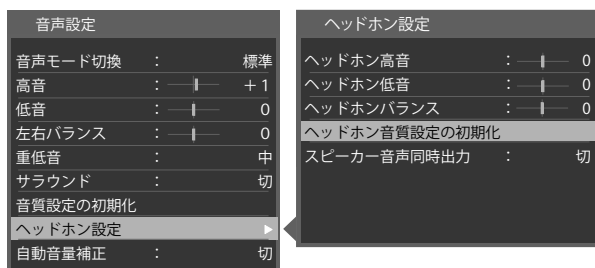 音声設定
音声モード切換 : 標準
高音 : +1
低音 : 0
左右バランス : 0
重低音 : 中
サラウンド : 切
音質設定の初期化
ヘッドホン設定
自動音量補正 : 切
ヘッドホン設定
ヘッドホン高音 : 0
ヘッドホン低音 : 0
ヘッドホンバランス : 0
ヘッドホン音質設定の初期化
スピーカー音声同時出力 : 切